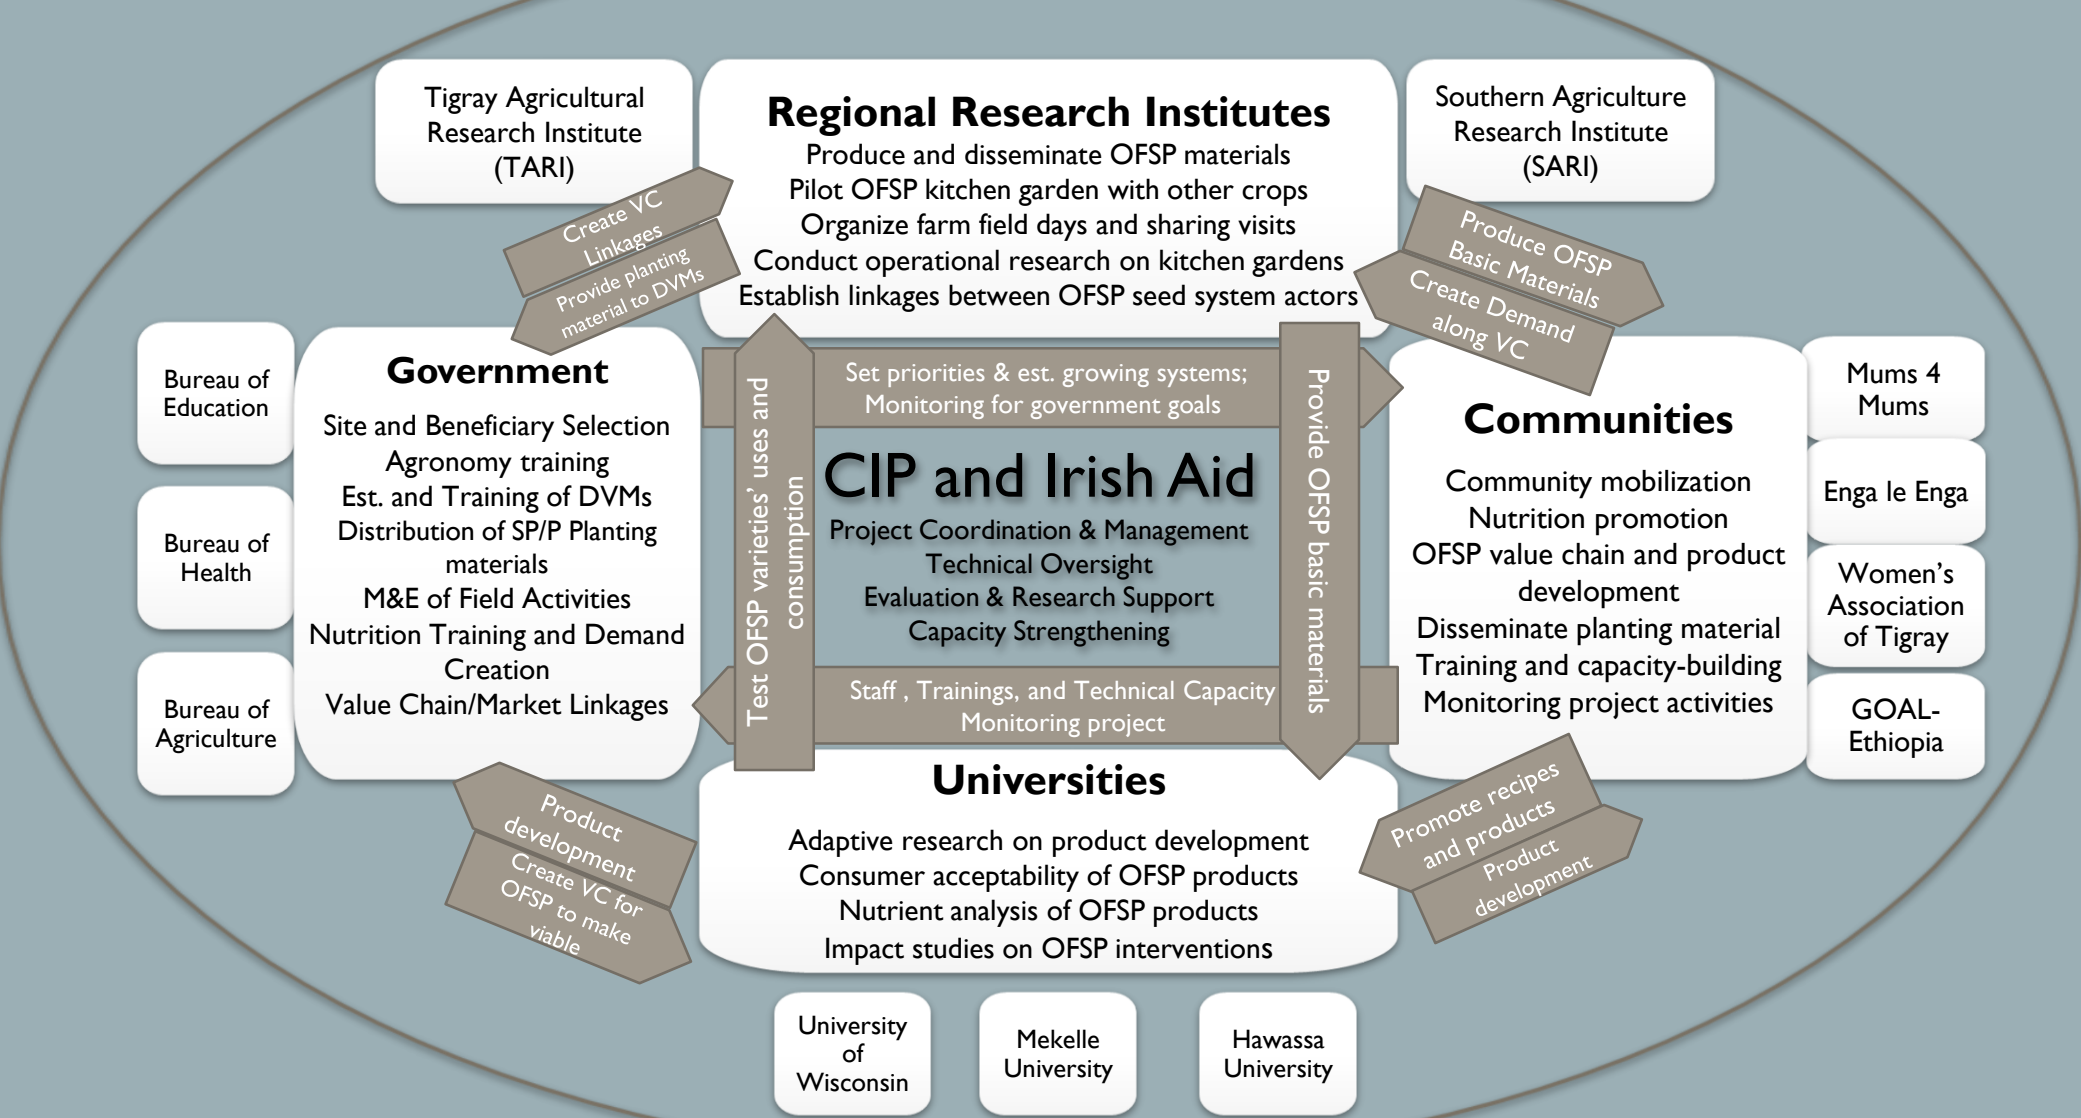 Tigray Agricultural
Research Institute
(TARI)
Regional Research Institutes
Produce and disseminate OFSP materials
Pilot OFSP kitchen garden with other crops
Organize farm field days and sharing visits
Conduct operational research on kitchen gardens
Establish linkages between OFSP seed system actors
Southern Agriculture
Research Institute
(SARI)
Create VC
Linkages
Provide planting
material to DVMs
Produce OFSP
Basic Materials
Create Demand
along VC
Bureau of
Education
Bureau of
Health
Bureau of
Agriculture
Government
Site and Beneficiary Selection
Agronomy training
Est. and Training of DVMs
Distribution of SP/P Planting
materials
M&E of Field Activities
Nutrition Training and Demand
Creation
Value Chain/Market Linkages
Set priorities & est. growing systems;
Monitoring for government goals
Test OFSP varieties' uses and
consumption
CIP and Irish Aid
Project Coordination & Management
Technical Oversight
Evaluation & Research Support
Capacity Strengthening
Provide OFSP basic materials
Staff , Trainings, and Technical Capacity
Monitoring project
Communities
Community mobilization
Nutrition promotion
OFSP value chain and product
development
Disseminate planting material
Training and capacity-building
Monitoring project activities
Mums 4
Mums
Enga le Enga
Women's
Association
of Tigray
GOAL-
Ethiopia
Product
development
Create VC for
OFSP to make
viable
Universities
Adaptive research on product development
Consumer acceptability of OFSP products
Nutrient analysis of OFSP products
Impact studies on OFSP interventions
Promote recipes
and products
Product
development
University
of
Wisconsin
Mekelle
University
Hawassa
University